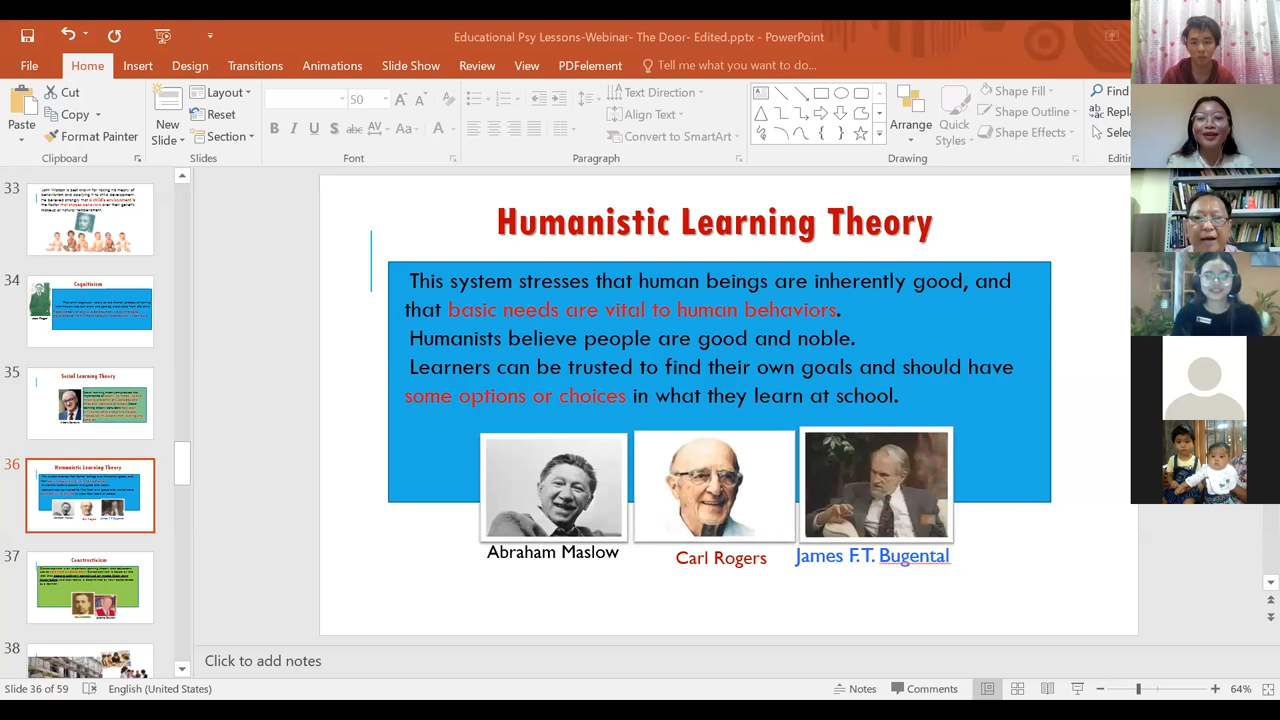 Educational Psy Lessons-Webinar- The Door- Edited.pptx - PowerPoint
File Home Insert Design Transitions Animations Slide Show Review View PDFelement Tell me what you want to do...
Paste
Cut
Copy
Format Painter
Clipboard
New Slide
Layout
Reset
Section
Slides
50
B I U S abc AV Aa A
Font
Text Direction
Align Text
Convert to SmartArt
Paragraph
Arrange
Quick Styles
Shape Fill
Shape Outline
Shape Effects
Drawing
Find
Replac
Selec
Editin
33
34
Cognitivism
35
Social Learning Theory
36
Humanistic Learning Theory
37
Constructivism
38
Humanistic Learning Theory
This system stresses that human beings are inherently good, and
that basic needs are vital to human behaviors.
Humanists believe people are good and noble.
Learners can be trusted to find their own goals and should have
some options or choices in what they learn at school.
Abraham Maslow
Carl Rogers
James F.T. Bugental
Click to add notes
Slide 36 of 59 English (United States) Notes Comments 64%